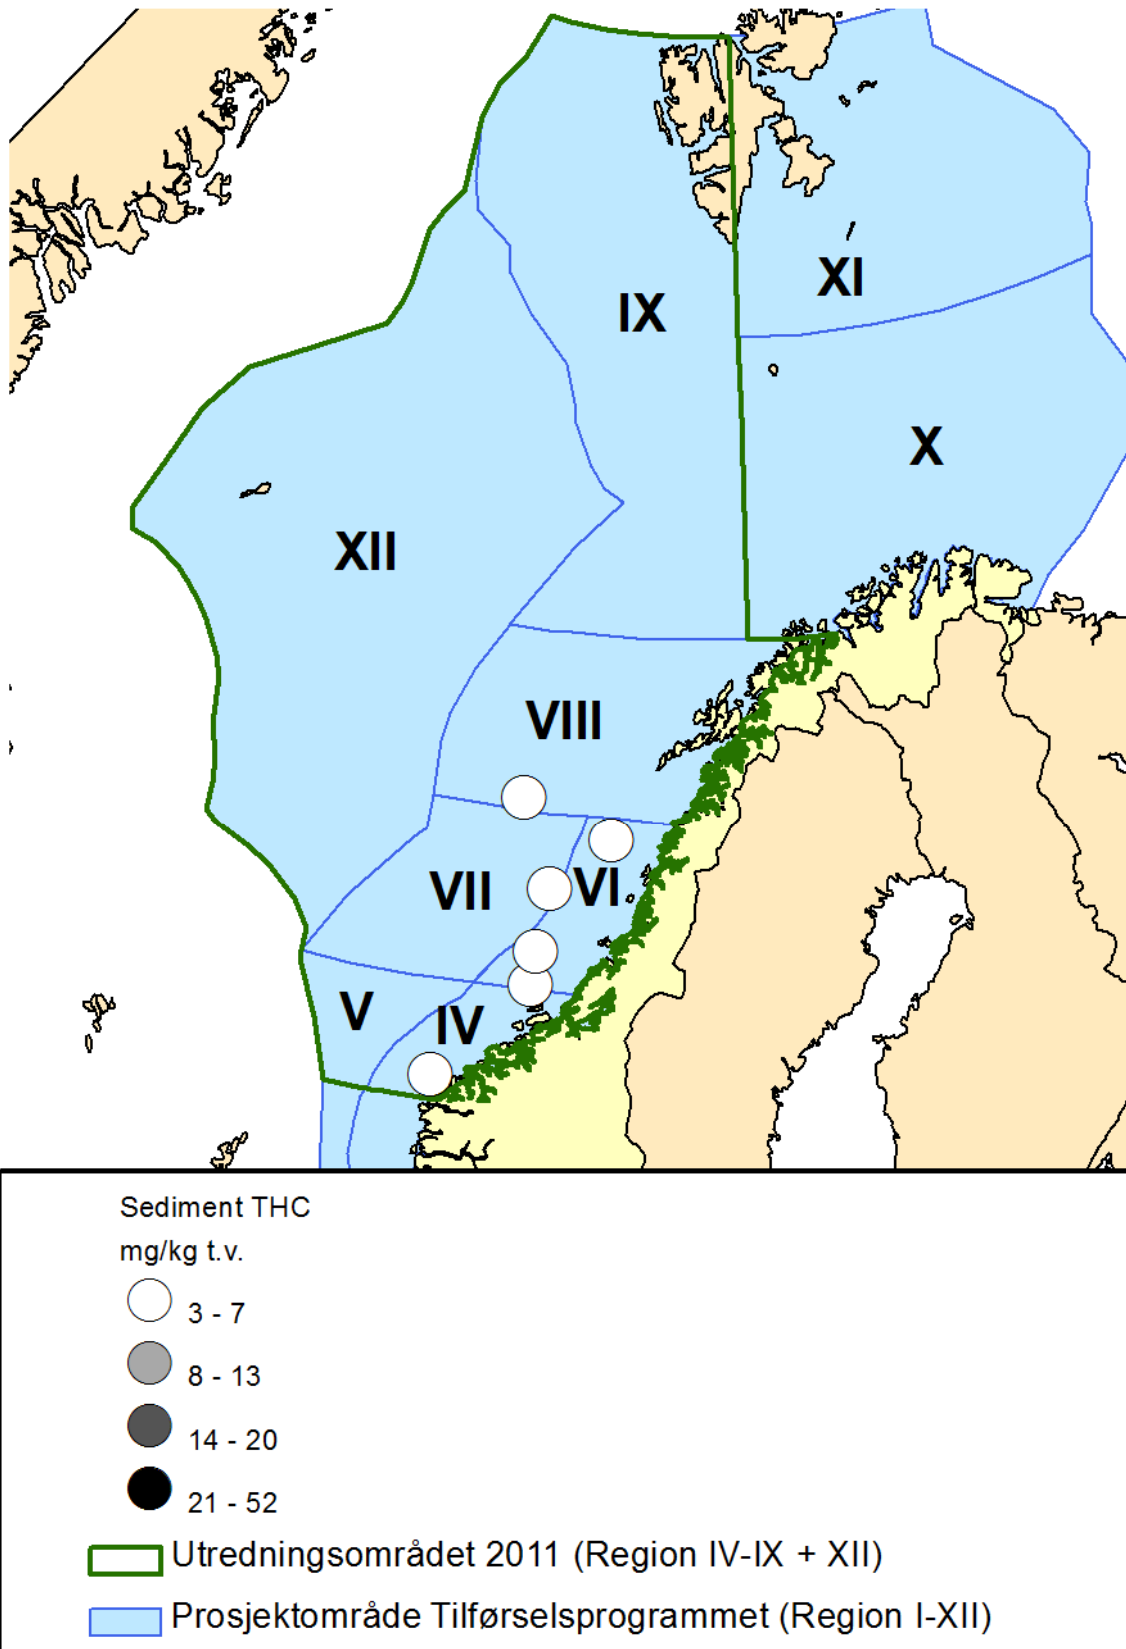 XI
IX
X
XII
VIII
VII
VI
V
IV
Sediment THC
mg/kg t.v.
3 - 7
8 - 13
14 - 20
21 - 52
Utredningsområdet 2011 (Region IV-IX + XII)
Prosjektområde Tilførselsprogrammet (Region I-XII)